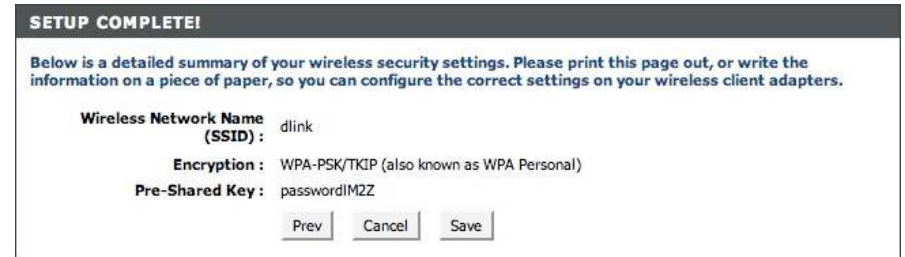 SETUP COMPLETE!
Below is a detailed summary of your wireless security settings. Please print this page out, or write the
information on a piece of paper, so you can configure the correct settings on your wireless client adapters.
Wireless Network Name
(SSID) : dlink
Encryption : WPA-PSK/TKIP (also known as WPA Personal)
Pre-Shared Key : passwordIM2Z
Prev Cancel Save